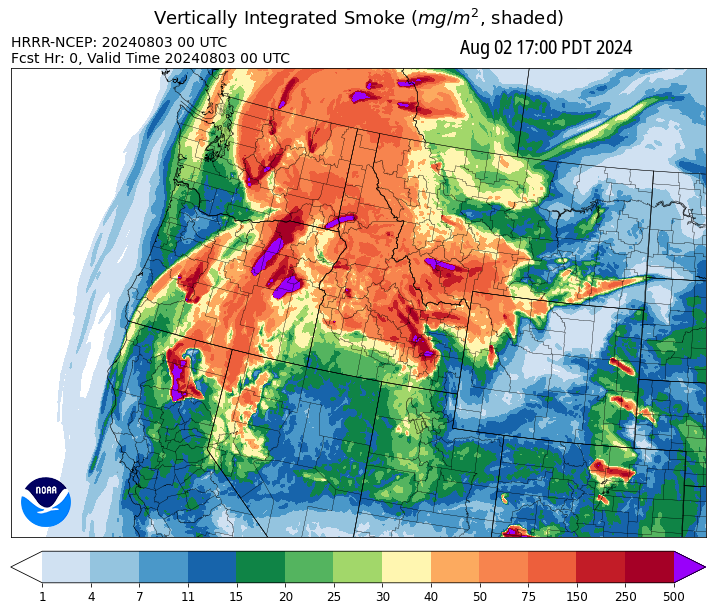 Vertically Integrated Smoke (mg/m², shaded)
HRRR-NCEP: 20240803 00 UTC
Aug 02 17:00 PDT 2024
Fcst Hr: 0, Valid Time 20240803 00 UTC
NOAA
1 4 7 11 15 20 25 30 40 50 75 150 250 500